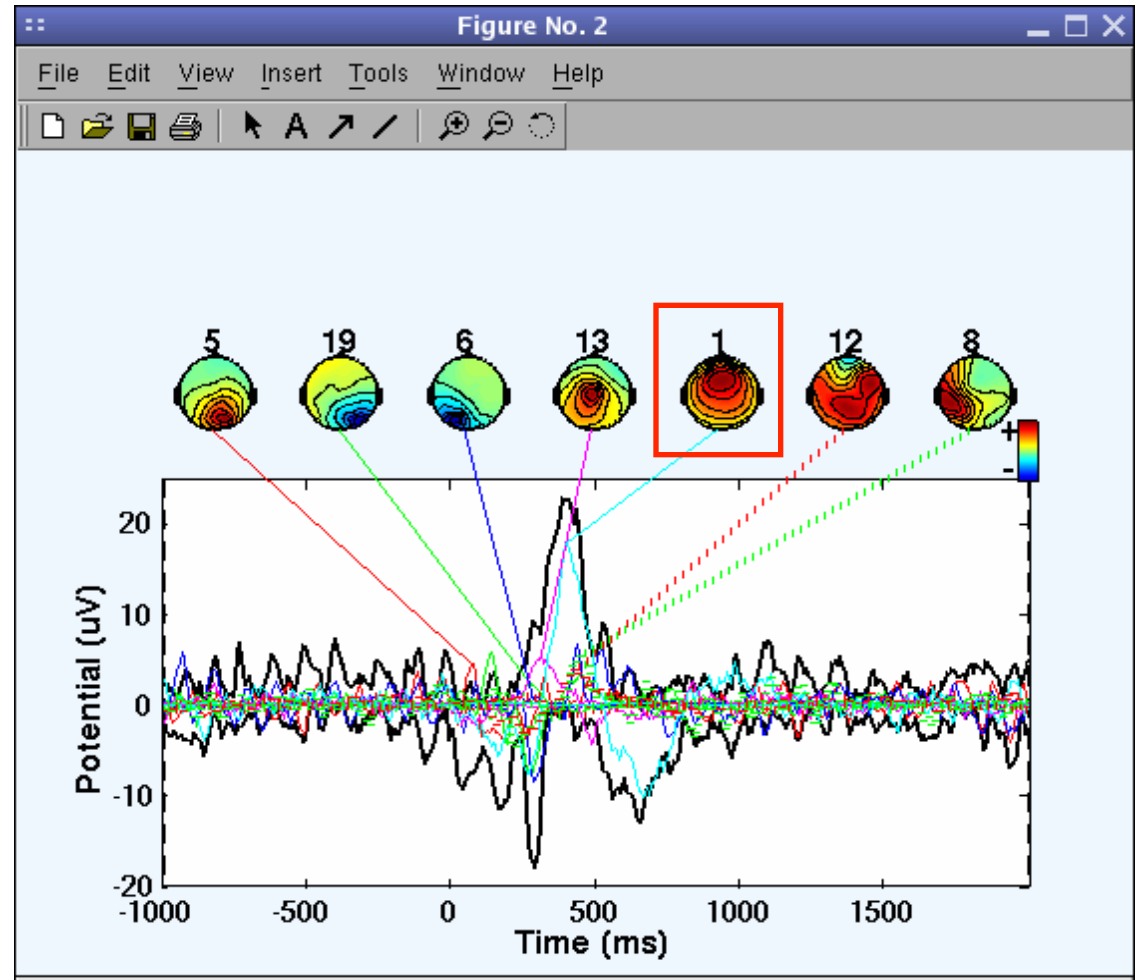 Figure No. 2
File Edit View Insert Tools Window Help
A
5 19 6 13 1 12 8
+
-
20
10
0
-10
-20
Potential (uV)
-1000 -500 0 500 1000 1500
Time (ms)